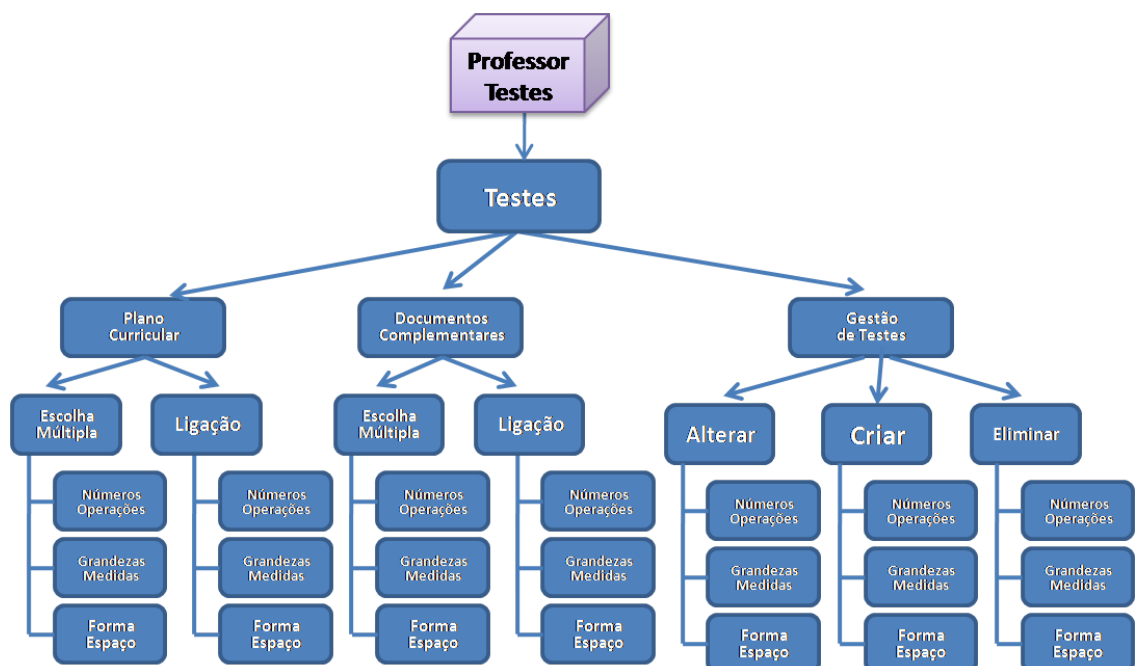 Professor
Testes
Testes
Plano
Curricular
Documentos
Complementares
Gestão
de Testes
Escolha
Múltipla
Ligação
Escolha
Múltipla
Ligação
Alterar
Criar
Eliminar
Números
Operações
Números
Operações
Números
Operações
Números
Operações
Números
Operações
Números
Operações
Números
Operações
Grandezas
Medidas
Grandezas
Medidas
Grandezas
Medidas
Grandezas
Medidas
Grandezas
Medidas
Grandezas
Medidas
Grandezas
Medidas
Forma
Espaço
Forma
Espaço
Forma
Espaço
Forma
Espaço
Forma
Espaço
Forma
Espaço
Forma
Espaço